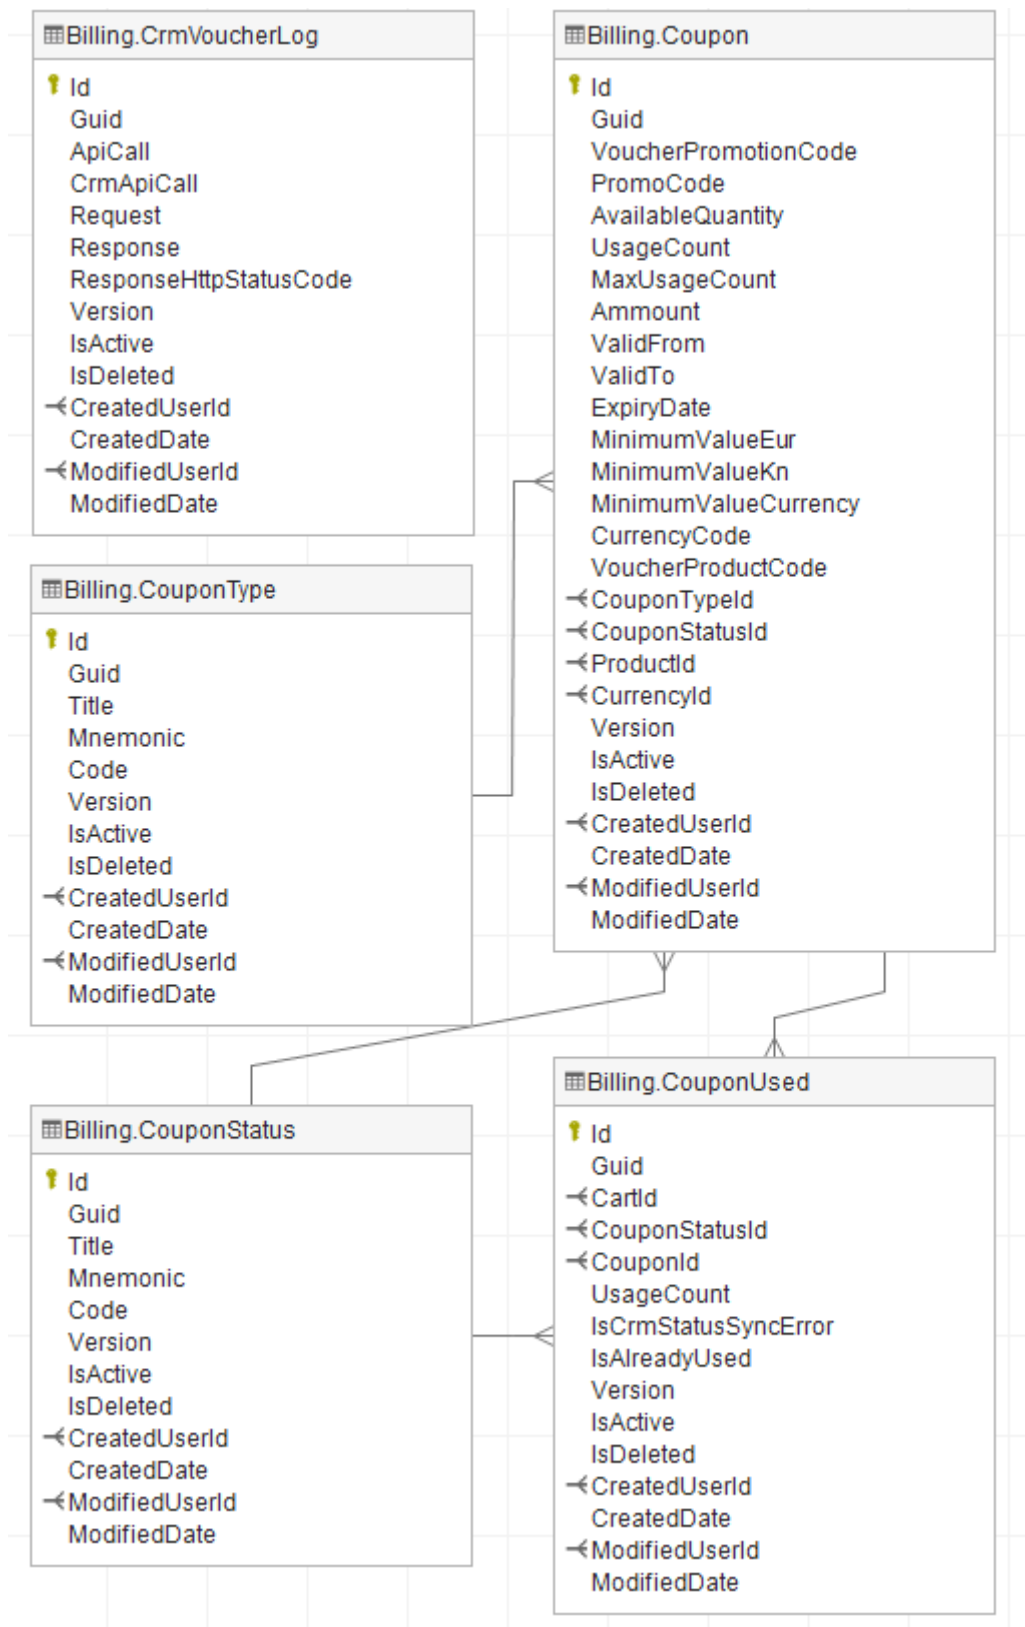 Billing.CrmVoucherLog
Id
Guid
ApiCall
CrmApiCall
Request
Response
ResponseHttpStatusCode
Version
IsActive
IsDeleted
CreatedUserId
CreatedDate
ModifiedUserId
ModifiedDate
Billing.CouponType
Id
Guid
Title
Mnemonic
Code
Version
IsActive
IsDeleted
CreatedUserId
CreatedDate
ModifiedUserId
ModifiedDate
Billing.CouponStatus
Id
Guid
Title
Mnemonic
Code
Version
IsActive
IsDeleted
CreatedUserId
CreatedDate
ModifiedUserId
ModifiedDate
Billing.Coupon
Id
Guid
VoucherPromotionCode
PromoCode
AvailableQuantity
UsageCount
MaxUsageCount
Ammount
ValidFrom
ValidTo
ExpiryDate
MinimumValueEur
MinimumValueKn
MinimumValueCurrency
CurrencyCode
VoucherProductCode
CouponTypeId
CouponStatusId
ProductId
CurrencyId
Version
IsActive
IsDeleted
CreatedUserId
CreatedDate
ModifiedUserId
ModifiedDate
Billing.CouponUsed
Id
Guid
CartId
CouponStatusId
CouponId
UsageCount
IsCrmStatusSyncError
IsAlreadyUsed
Version
IsActive
IsDeleted
CreatedUserId
CreatedDate
ModifiedUserId
ModifiedDate